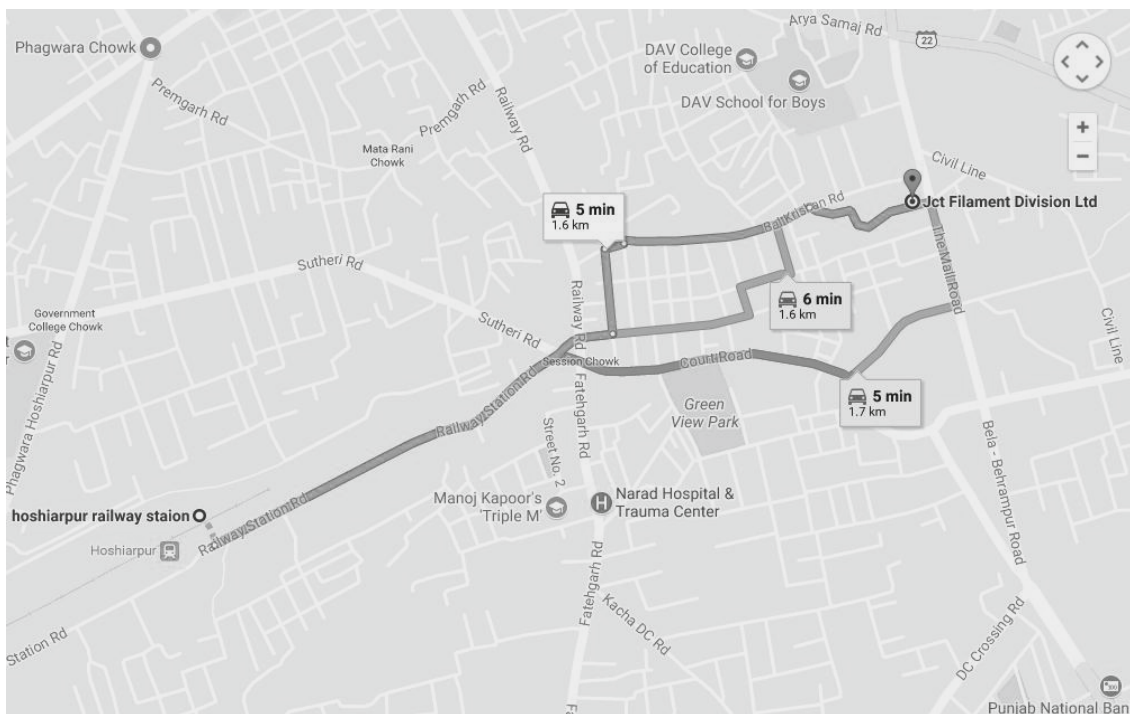 Arya Samaj Rd
22
Phagwara Chowk
DAV College
of Education
DAV School for Boys
Premgarh Rd
Premgarh Rd
Railway Rd
Mata Rani
Chowk
+
−
Civil Line
5 min
1.6 km
Bal Krishan Rd
Jct Filament Division Ltd
Sutheri Rd
The Mall Road
Government
College Chowk
Railway Rd
6 min
1.6 km
Sutheri Rd
Civil Line
Session Chowk
Court Road
Phagwara Hoshiarpur Rd
Railway Station Rd
Fatehgarh Rd
5 min
1.7 km
Green
View Park
Street No. 2
Bela - Behrampur Road
Manoj Kapoor's
'Triple M'
H
Narad Hospital &
Trauma Center
hoshiarpur railway staion
Railway Station Rd
Hoshiarpur
Fatehgarh Rd
Kacha DC Rd
Station Rd
DC Crossing Rd
Punjab National Ban